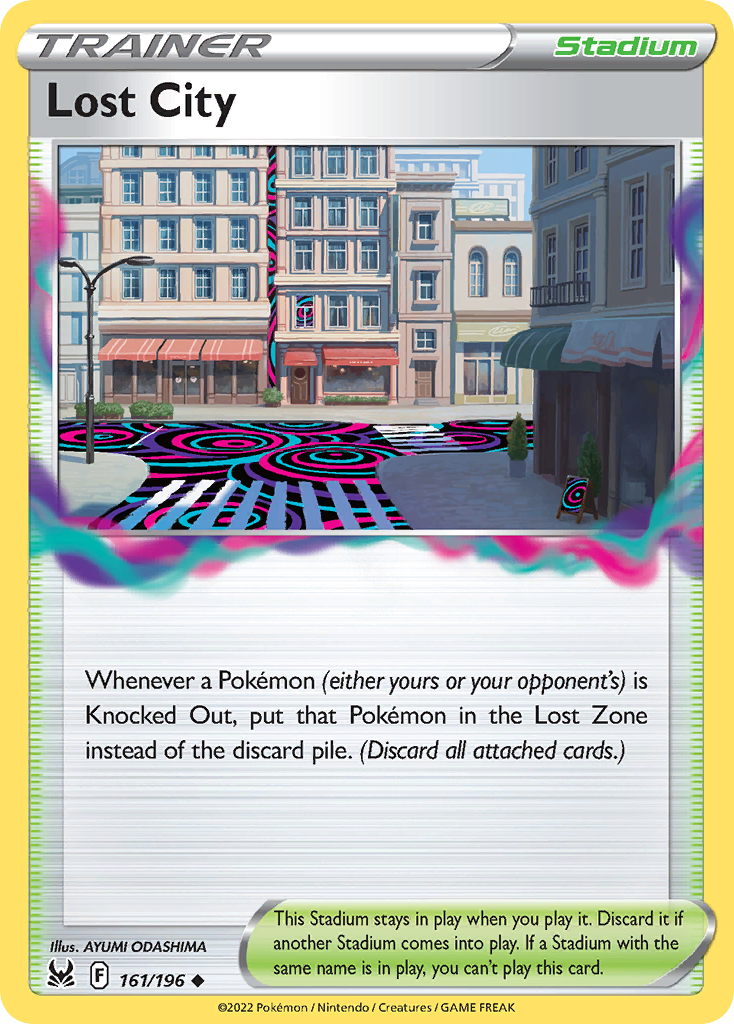 TRAINER
Stadium
Lost City
Whenever a Pokémon (either yours or your opponent's) is
Knocked Out, put that Pokémon in the Lost Zone
instead of the discard pile. (Discard all attached cards.)
This Stadium stays in play when you play it. Discard it if
another Stadium comes into play. If a Stadium with the
same name is in play, you can't play this card.
Illus. AYUMI ODASHIMA
F
161/196
©2022 Pokémon / Nintendo / Creatures / GAME FREAK